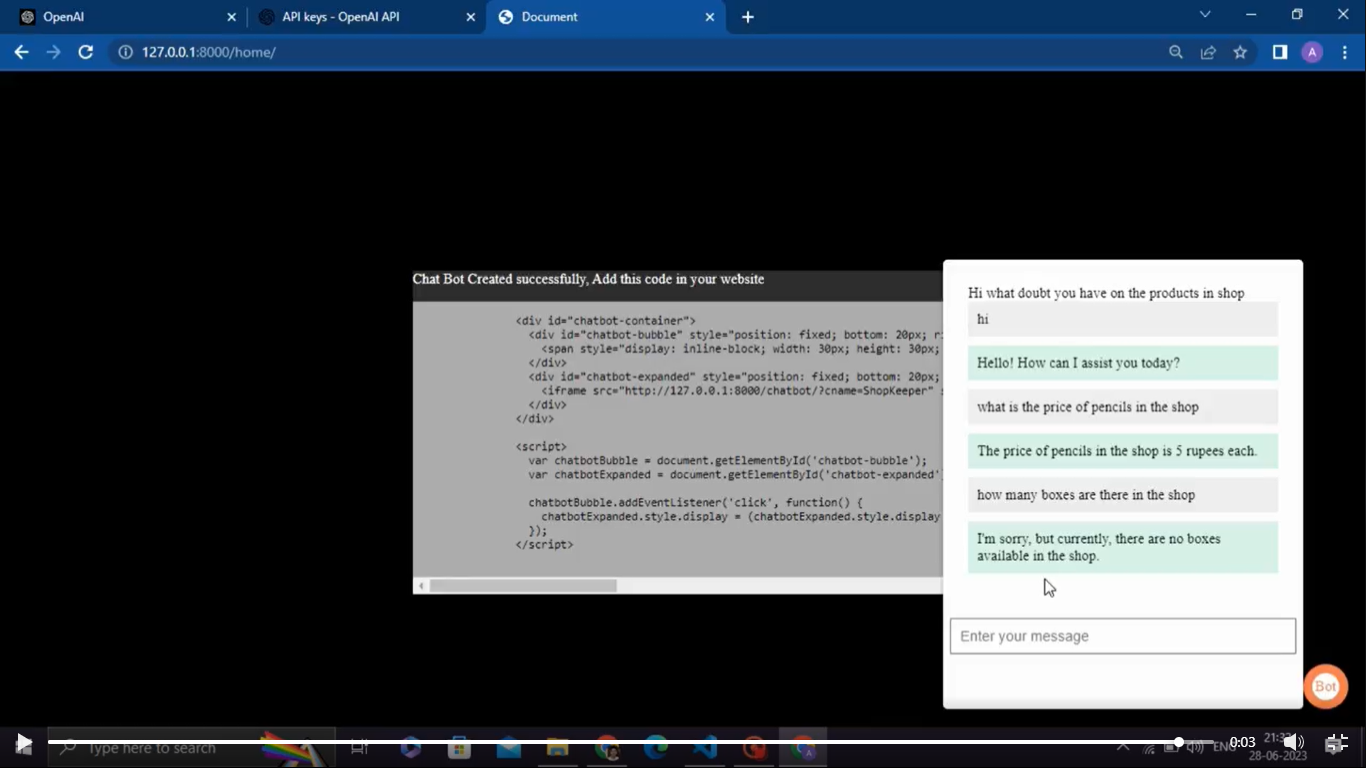 OpenAI
API keys - OpenAI API
Document
127.0.0.1:8000/home/
A
Chat Bot Created successfully, Add this code in your website
<div id="chatbot-container">
<div id="chatbot-bubble" style="position: fixed; bottom: 20px;
<span style="display: inline-block; width: 30px; height: 30px;
</div>
<div id="chatbot-expanded" style="position: fixed; bottom: 20px;
<iframe src="http://127.0.0.1:8000/chatbot/?cname=ShopKeeper"
</div>
</div>
<script>
var chatbotBubble = document.getElementById('chatbot-bubble');
var chatbotExpanded = document.getElementById('chatbot-expanded'
chatbotBubble.addEventListener('click', function() {
chatbotExpanded.style.display = (chatbotExpanded.style.display
});
</script>
Hi what doubt you have on the products in shop
hi
Hello! How can I assist you today?
what is the price of pencils in the shop
The price of pencils in the shop is 5 rupees each.
how many boxes are there in the shop
I'm sorry, but currently, there are no boxes
available in the shop.
Enter your message
Bot
Type here to search
0:03
28-06-2023